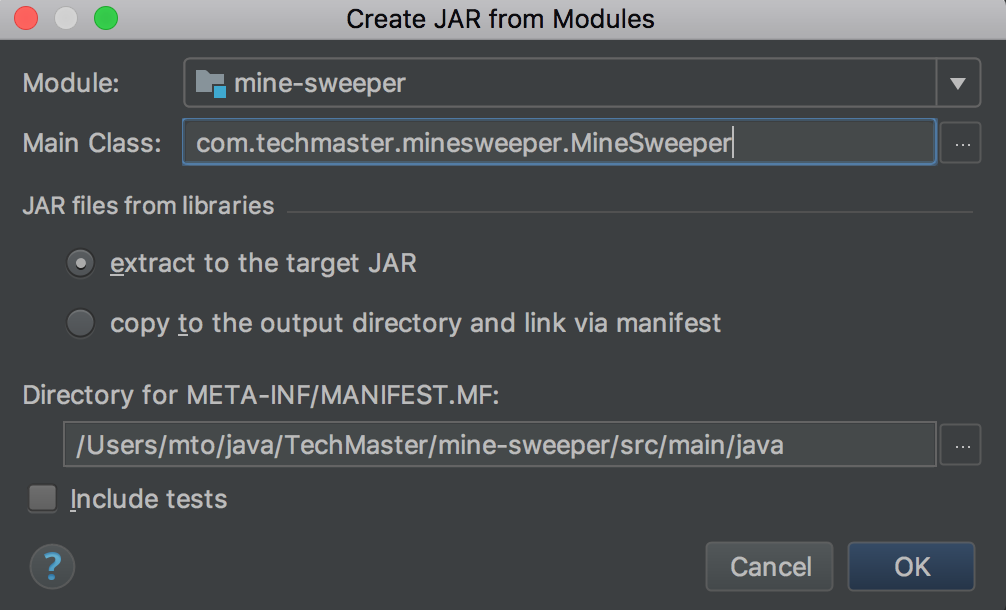 Create JAR from Modules
Module: mine-sweeper
Main Class: com.techmaster.minesweeper.MineSweeper ...
JAR files from libraries
extract to the target JAR
copy to the output directory and link via manifest
Directory for META-INF/MANIFEST.MF:
/Users/mto/java/TechMaster/mine-sweeper/src/main/java ...
Include tests
? Cancel OK